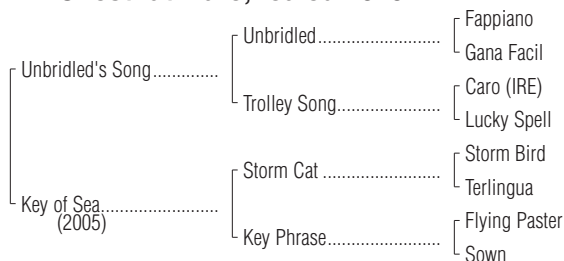 Fappiano
Unbridled..............................
Gana Facil
Unbridled's Song..............
Caro (IRE)
Trolley Song.........................
Lucky Spell
Storm Bird
Storm Cat .............................
Terlingua
Key of Sea..........................
(2005)
Flying Paster
Key Phrase............................
Sown